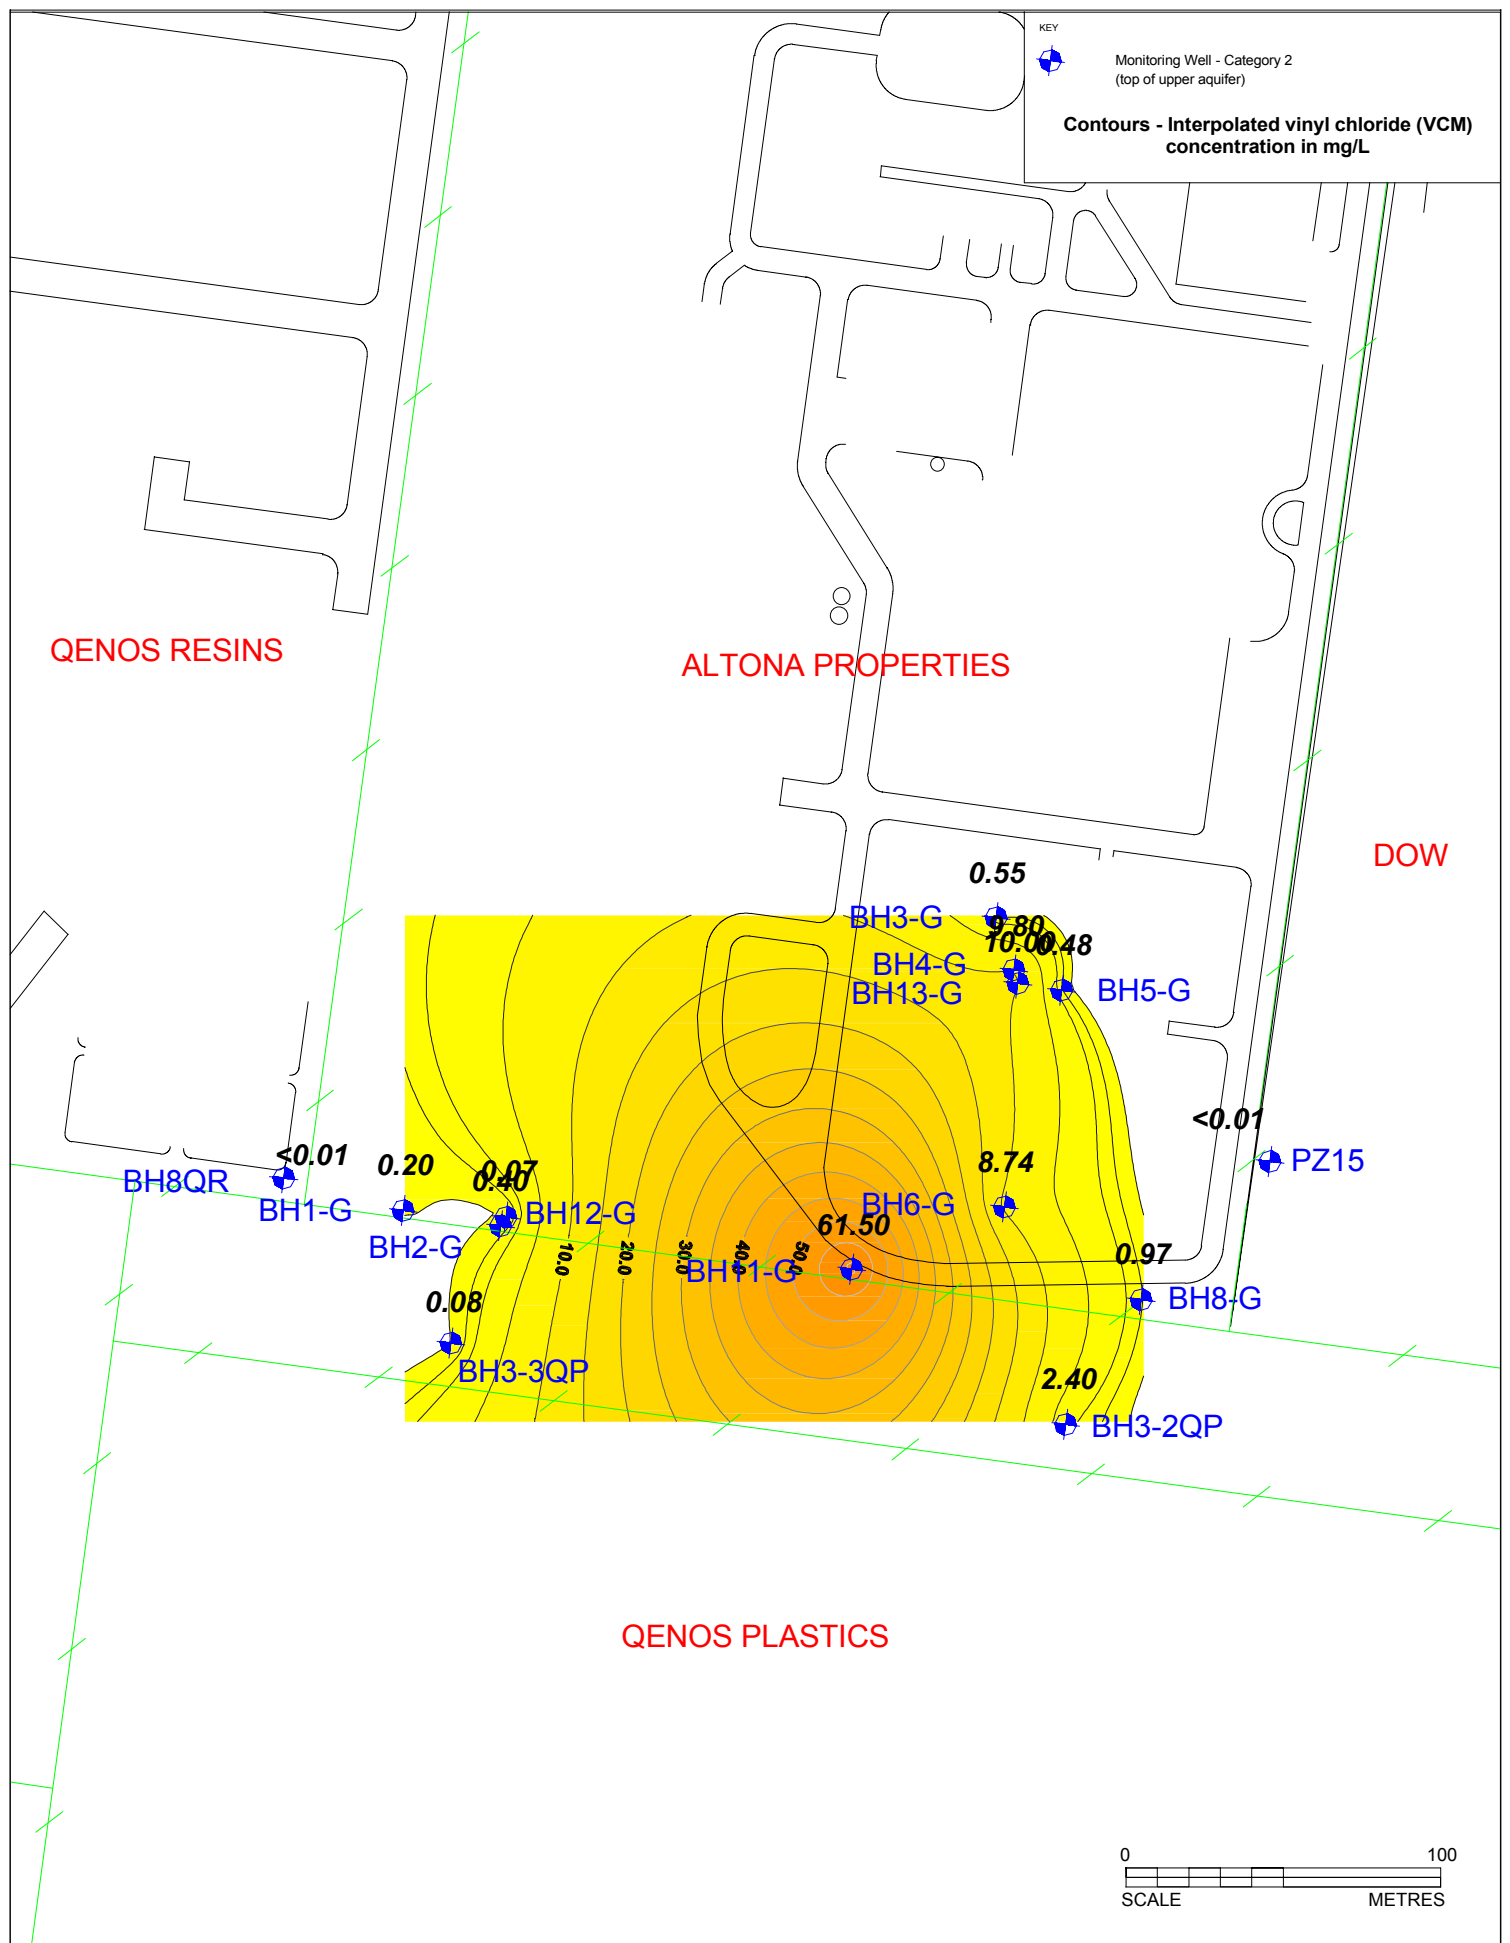 KEY
Monitoring Well - Category 2
(top of upper aquifer)
Contours - Interpolated vinyl chloride (VCM)
concentration in mg/L
QENOS RESINS
ALTONA PROPERTIES
DOW
0.55
BH3-G
9.80
10.00
0.48
BH4-G
BH13-G
BH5-G
<0.01
<0.01
0.20
0.07
0.40
8.74
PZ15
BH8QR
BH1-G
BH12-G
BH6-G
61.50
BH2-G
10.0
20.0
30.0
40.0
50.0
BH11-G
0.97
BH8-G
0.08
BH3-3QP
2.40
BH3-2QP
QENOS PLASTICS
0 100
SCALE METRES